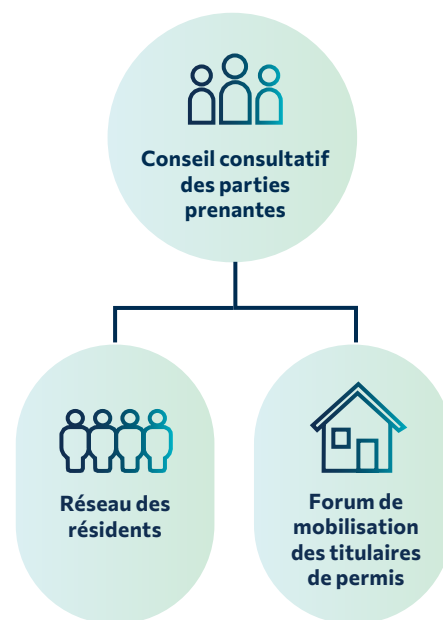 Conseil consultatif
des parties
prenantes
Réseau des
résidents
Forum de
mobilisation
des titulaires
de permis